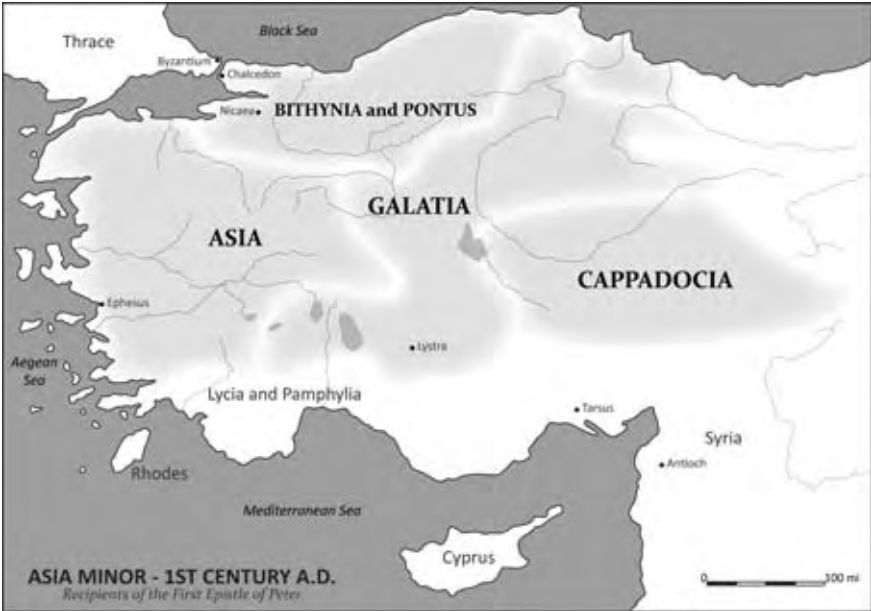 Black Sea
Thrace
Byzantium
Chalcedon
Nicaea
BITHYNIA and PONTUS
GALATIA
ASIA
CAPPADOCIA
Ephesus
Lystra
Aegean
Sea
Lycia and Pamphylia
Tarsus
Syria
Antioch
Rhodes
Mediterranean Sea
Cyprus
ASIA MINOR - 1ST CENTURY A.D.
Recipients of the First Epistle of Peter
0 100 mi